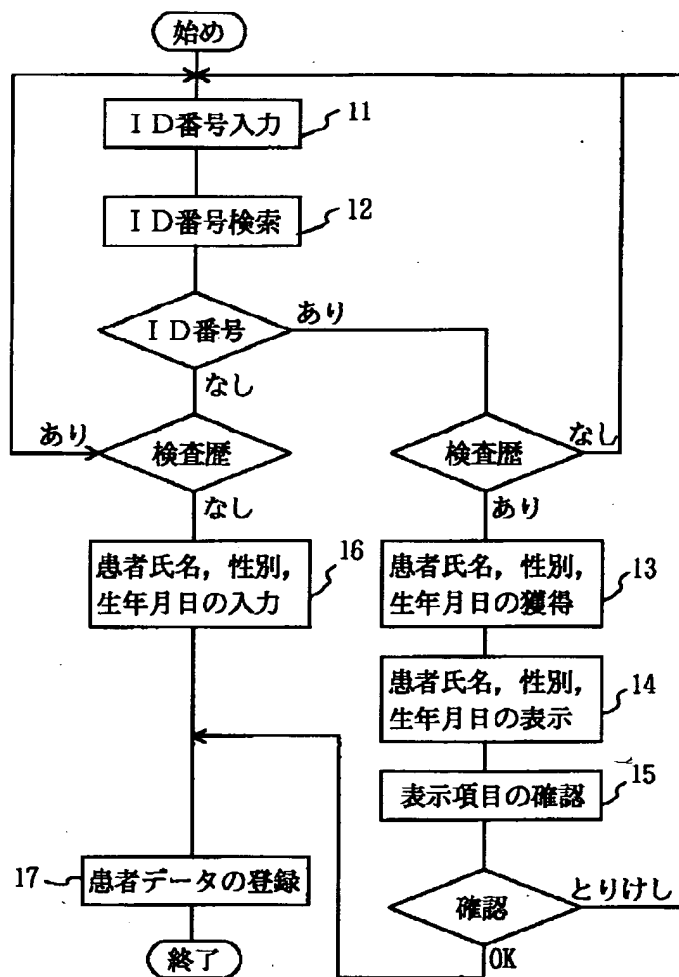 始め
ID番号入力
11
ID番号検索
12
ID番号
あり
なし
あり
検査歴
なし
検査歴
なし
あり
患者氏名,性別,
生年月日の入力
16
患者氏名,性別,
生年月日の獲得
13
患者氏名,性別,
生年月日の表示
14
表示項目の確認
15
17
患者データの登録
確認
とりけし
OK
終了